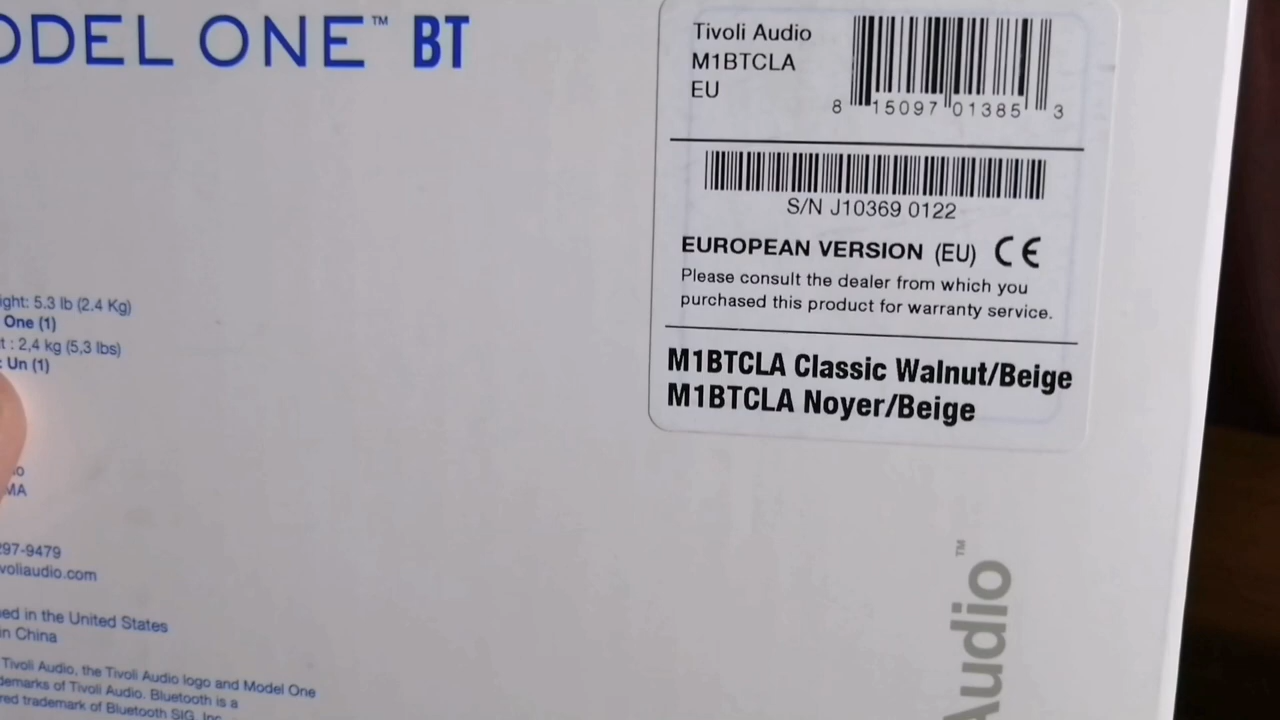 ODEL ONE™ BT
Tivoli Audio
M1BTCLA
EU
8 15097 01385 3
S/N J10369 0122
EUROPEAN VERSION (EU) CE
Please consult the dealer from which you
purchased this product for warranty service.
M1BTCLA Classic Walnut/Beige
M1BTCLA Noyer/Beige
ight: 5.3 lb (2.4 Kg)
One (1)
t : 2,4 kg (5,3 lbs)
: Un (1)
o
MA
297-9479
voliaudio.com
ed in the United States
in China
Tivoli Audio, the Tivoli Audio logo and Model One
demarks of Tivoli Audio. Bluetooth is a
red trademark of Bluetooth SIG, Inc.
Audio™